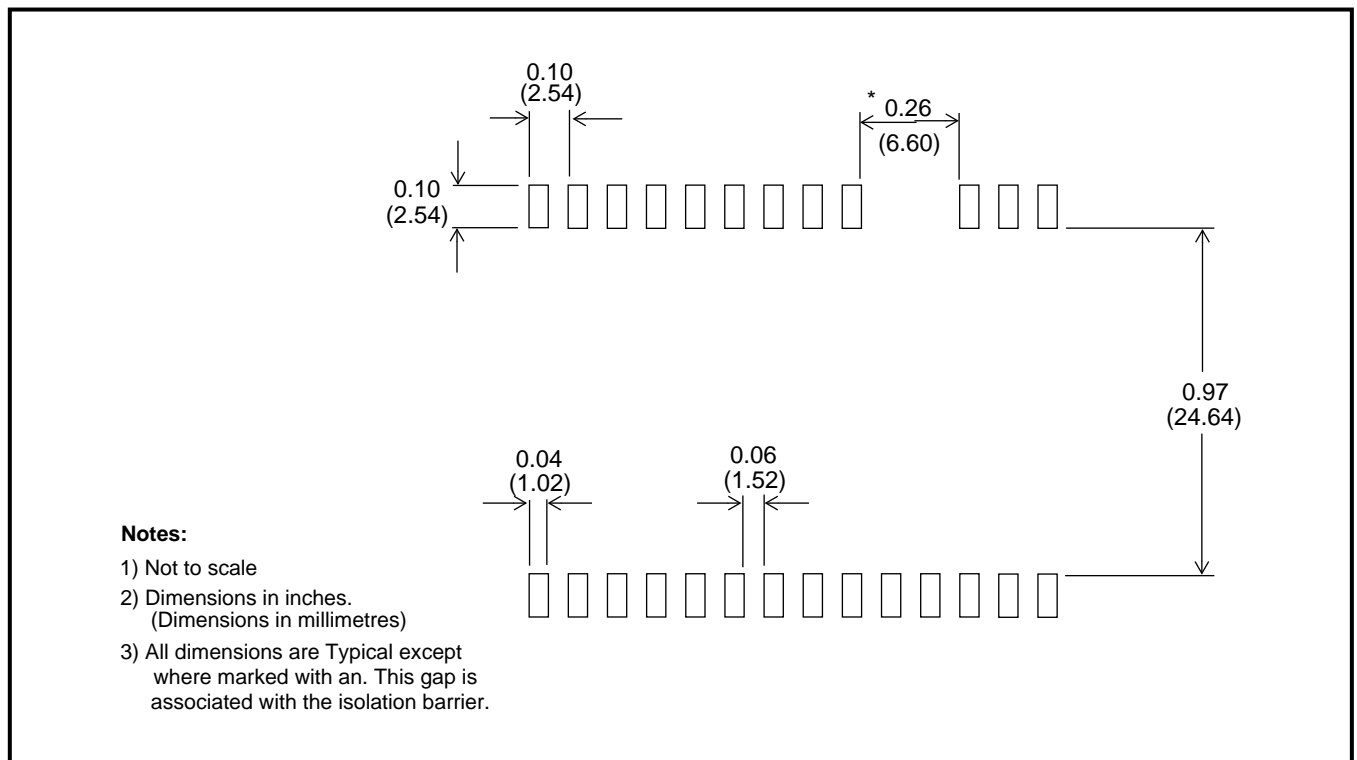 0.10
(2.54)
*
0.26
(6.60)
0.10
(2.54)
0.97
(24.64)
0.04
(1.02)
0.06
(1.52)
Notes:
1) Not to scale
2) Dimensions in inches.
(Dimensions in millimetres)
3) All dimensions are Typical except
where marked with an. This gap is
associated with the isolation barrier.